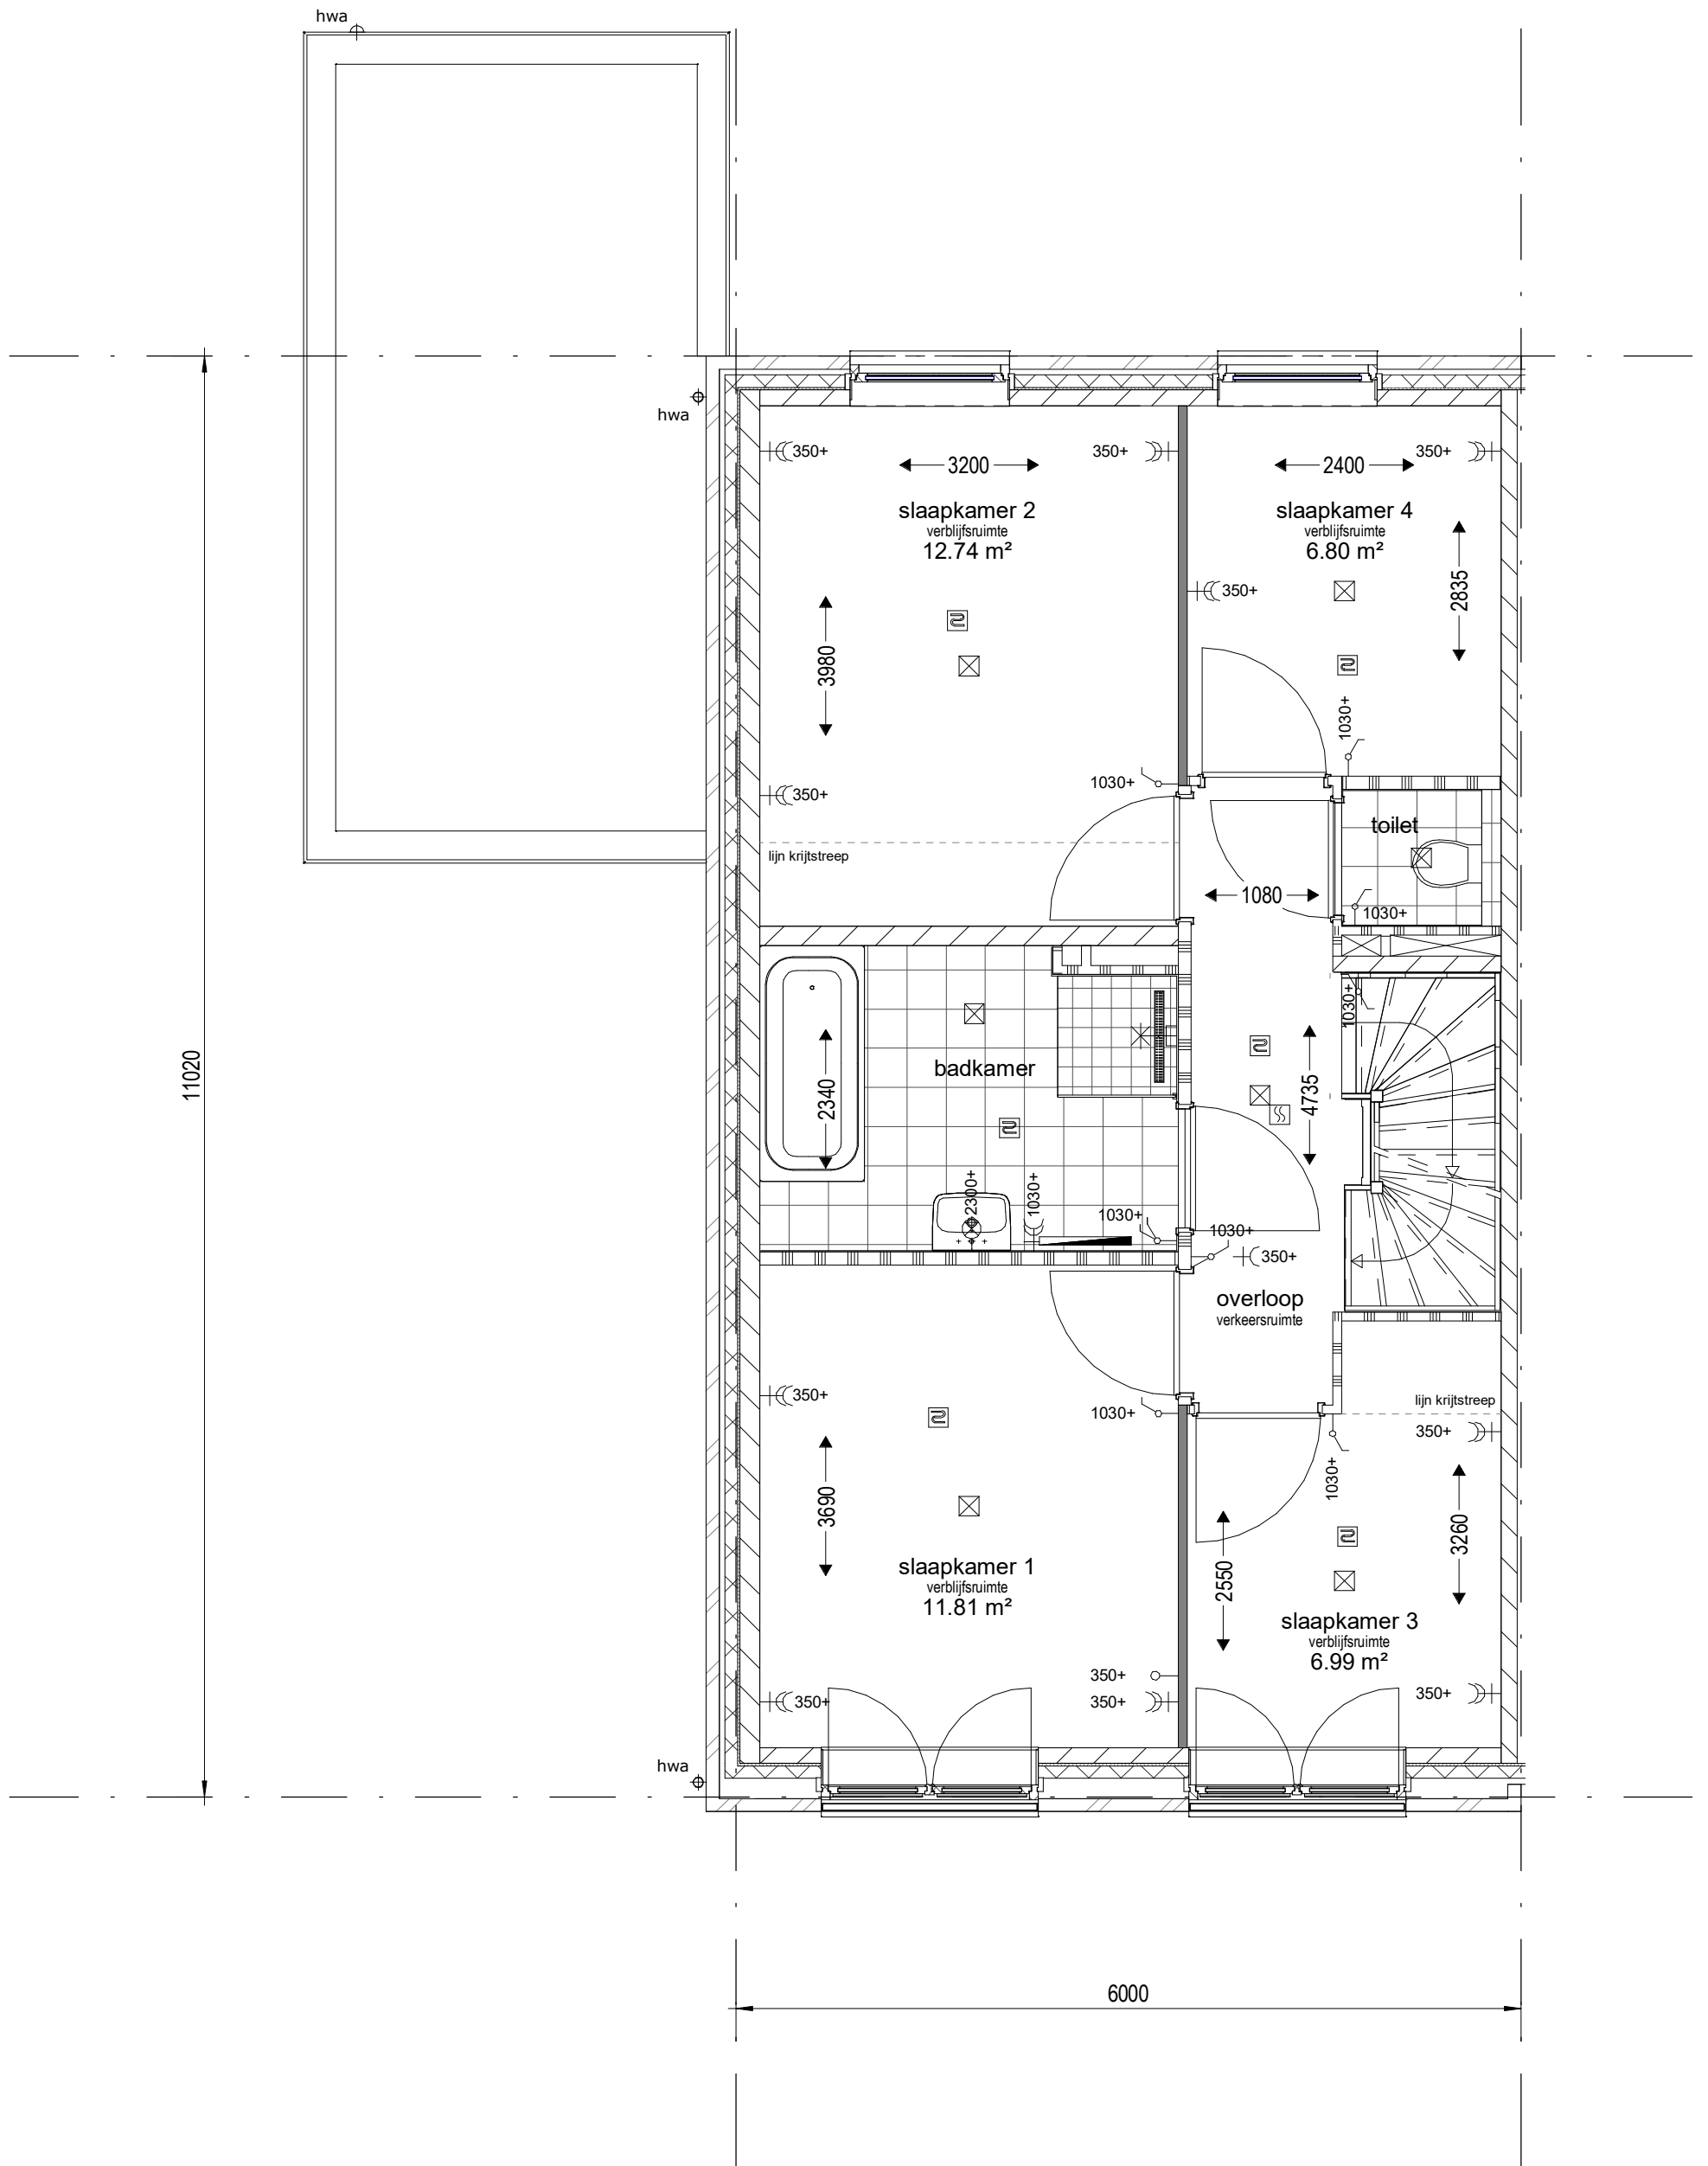 hwa
hwa
350+
3200
350+
2400
350+
slaapkamer 2
verblijfsruimte
12.74 m²
slaapkamer 4
verblijfsruimte
6.80 m²
350+
2835
3980
1030+
1030+
350+
toilet
lijn krijtstreep
1080
1030+
1030+
11020
badkamer
2340
4735
2300+
1030+
1030+
1030+
350+
overloop
verkeersruimte
350+
1030+
lijn krijtstreep
350+
1030+
3690
3260
2550
slaapkamer 1
verblijfsruimte
11.81 m²
slaapkamer 3
verblijfsruimte
6.99 m²
350+
350+
350+
350+
hwa
6000